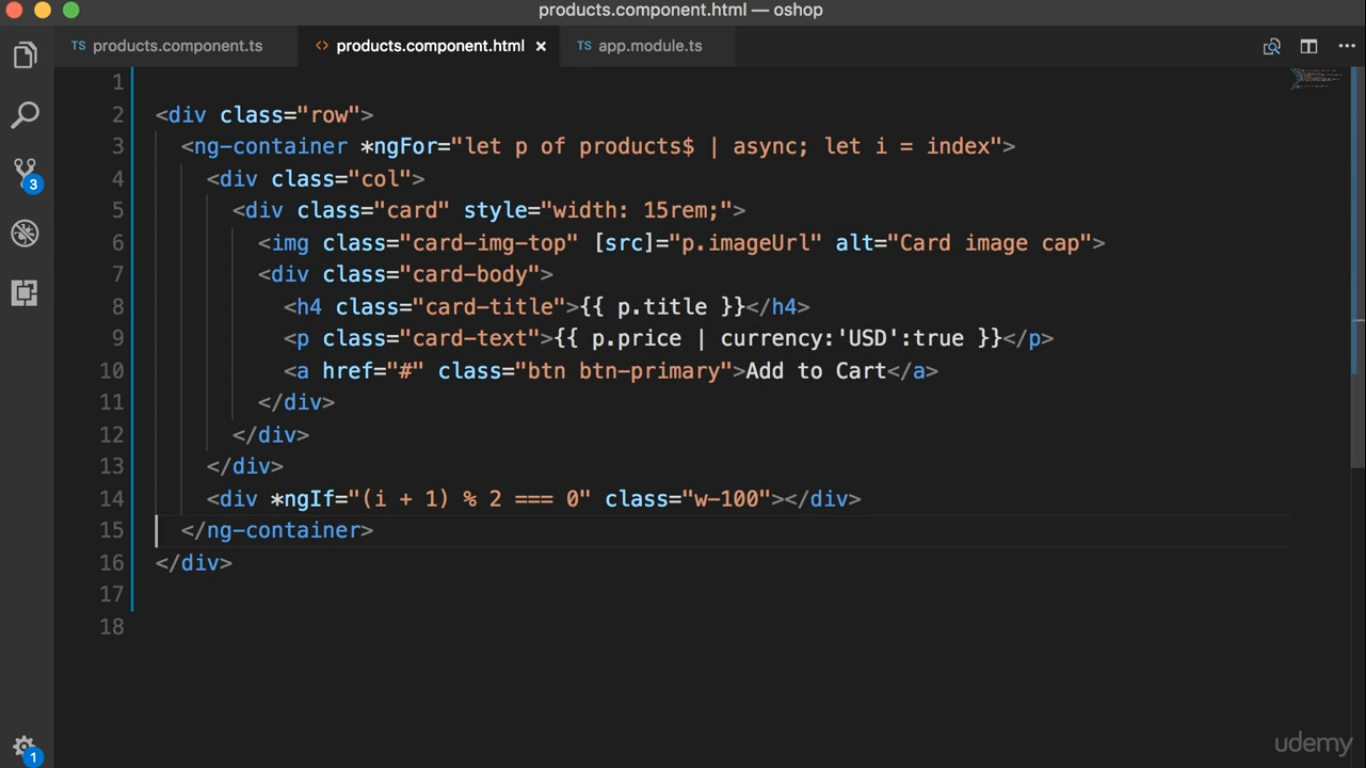 products.component.html — oshop
TS products.component.ts
<> products.component.html ×
TS app.module.ts
1
2 <div class="row">
3 <ng-container *ngFor="let p of products$ | async; let i = index">
4 <div class="col">
5 <div class="card" style="width: 15rem;">
6 <img class="card-img-top" [src]="p.imageUrl" alt="Card image cap">
7 <div class="card-body">
8 <h4 class="card-title">{{ p.title }}</h4>
9 <p class="card-text">{{ p.price | currency:'USD':true }}</p>
10 <a href="#" class="btn btn-primary">Add to Cart</a>
11 </div>
12 </div>
13 </div>
14 <div *ngIf="(i + 1) % 2 === 0" class="w-100"></div>
15 </ng-container>
16 </div>
17
18
3
1
udemy